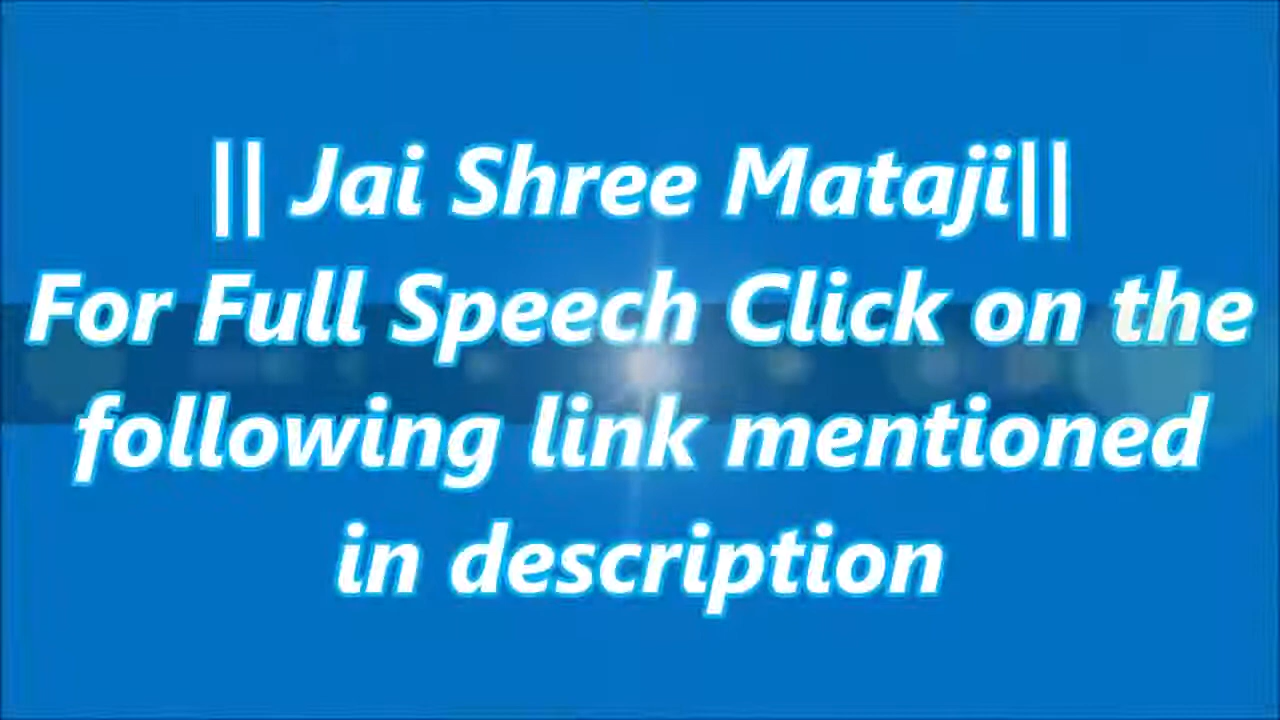 || Jai Shree Mataji||
For Full Speech Click on the
following link mentioned
in description